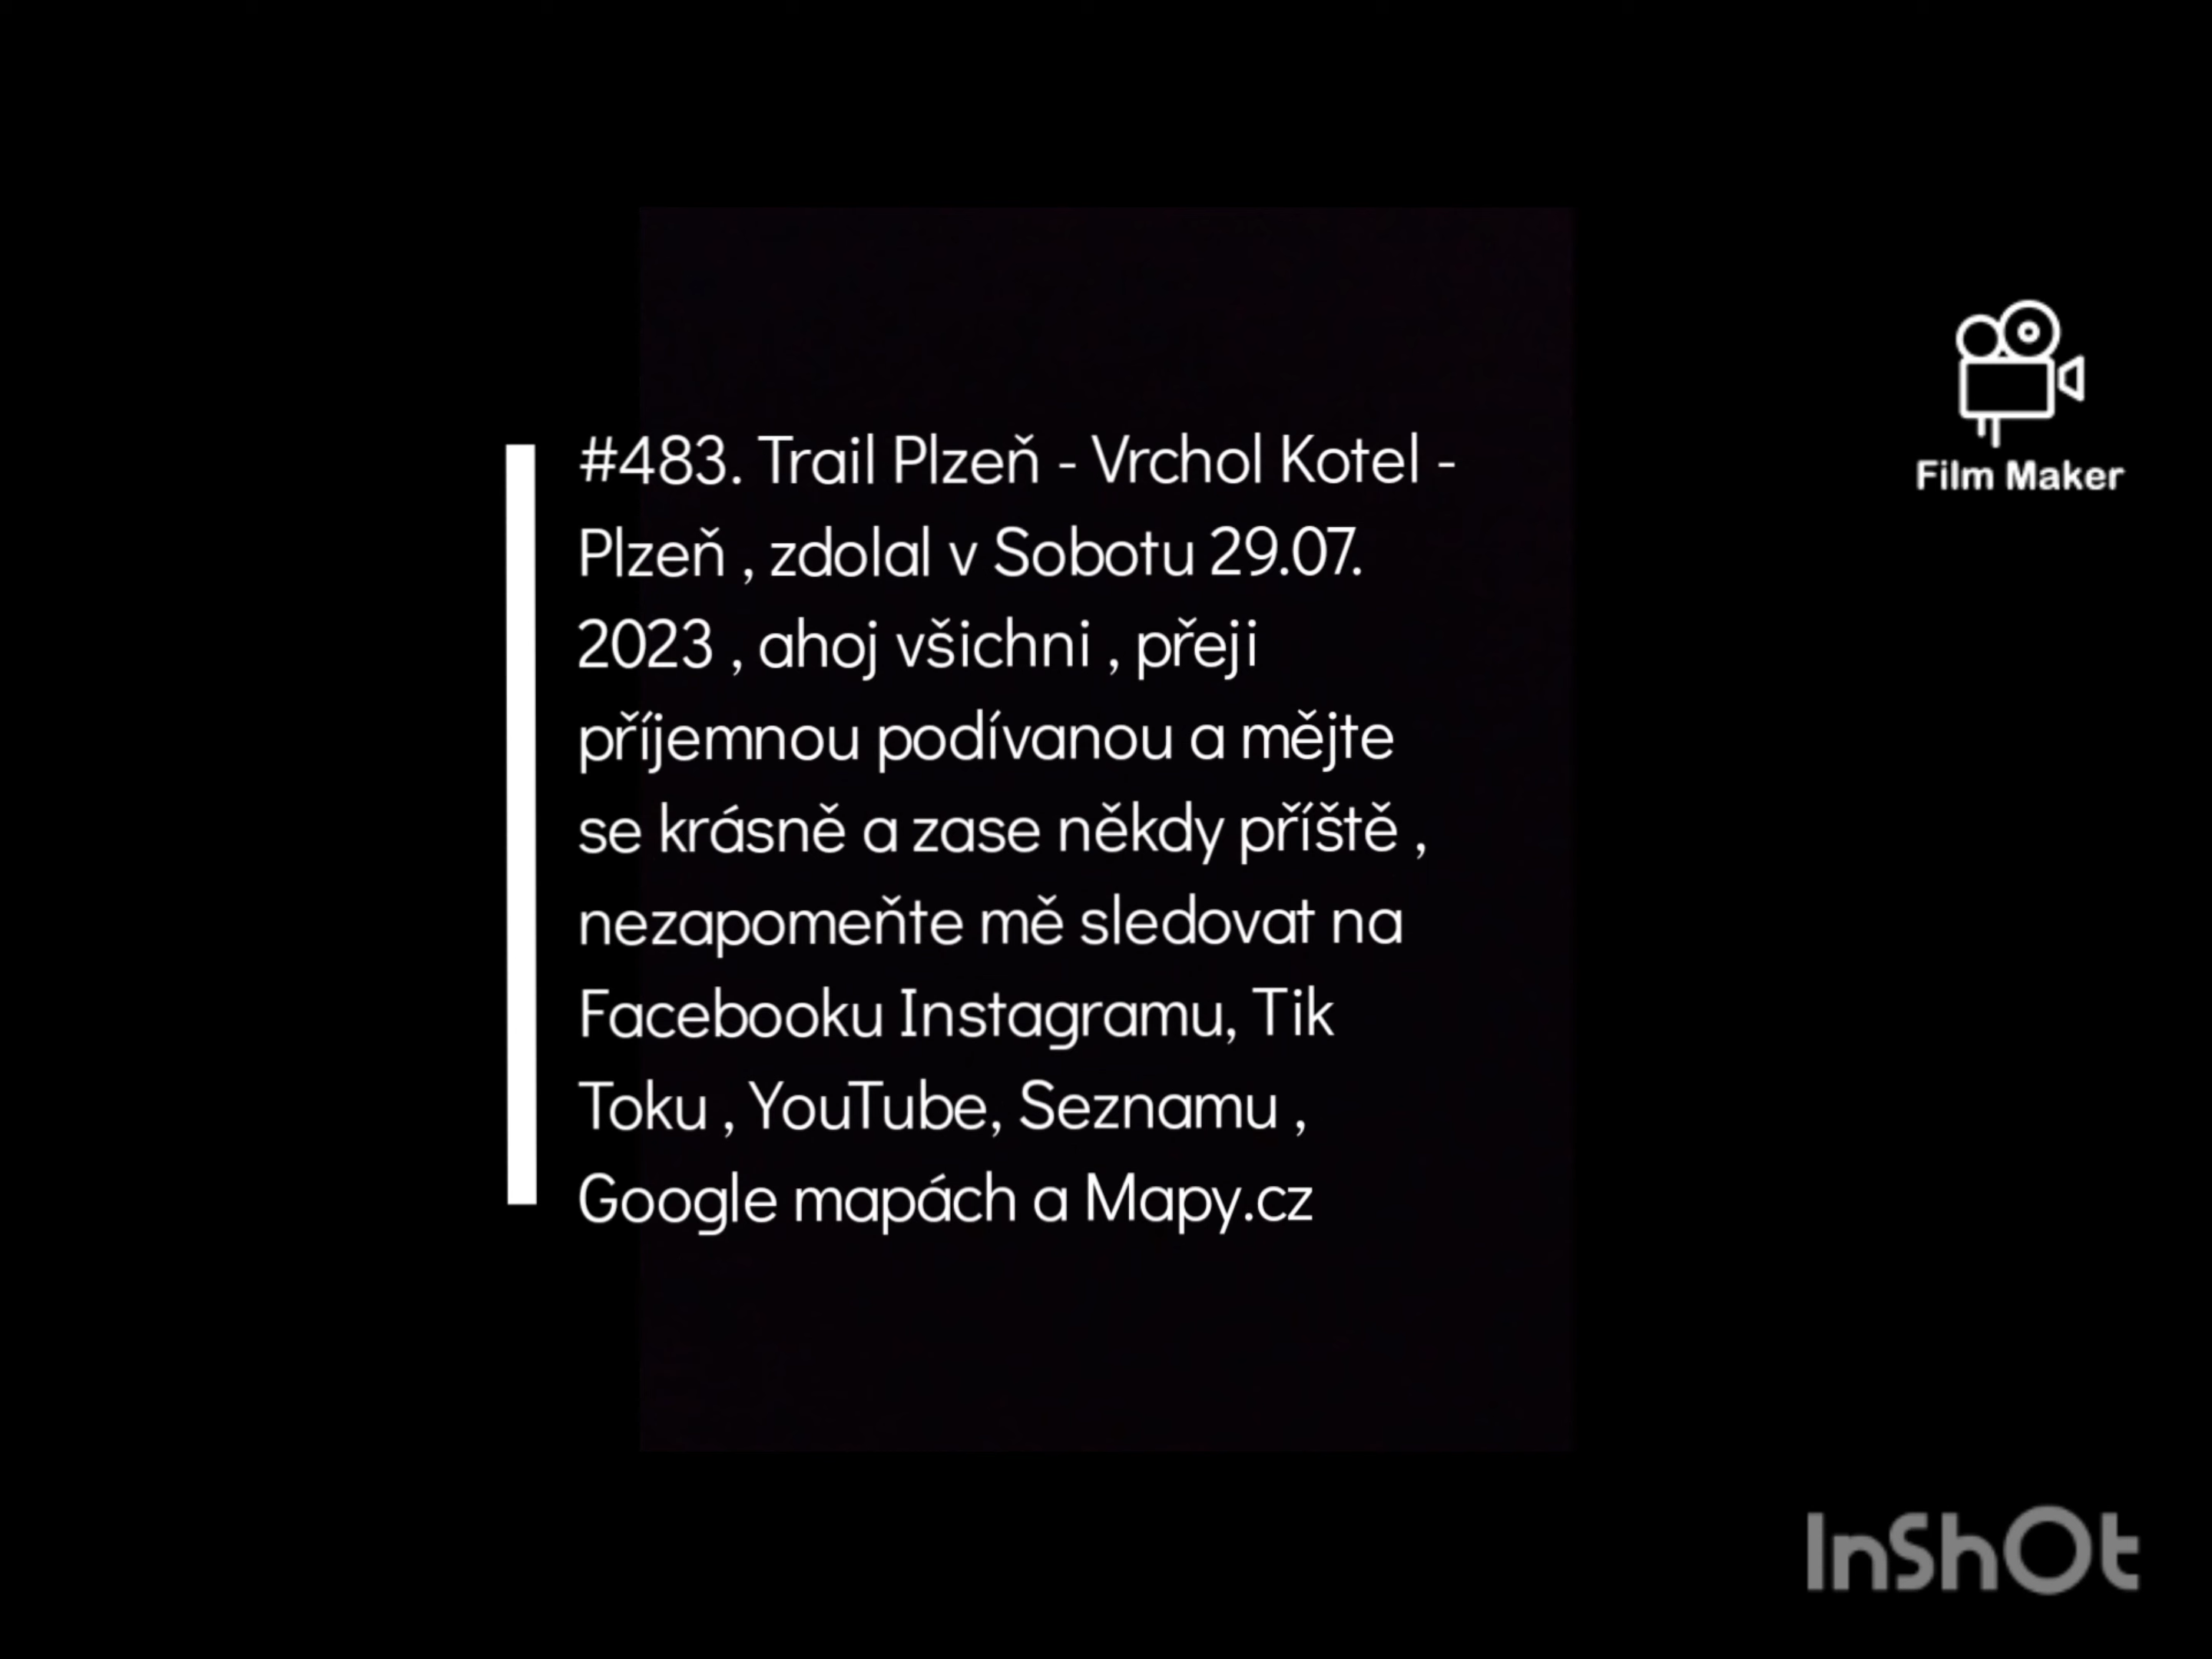 #483. Trail Plzeň - Vrchol Kotel -
Plzeň , zdolal v Sobotu 29.07.
2023 , ahoj všichni , přeji
příjemnou podívanou a mějte
se krásně a zase někdy příště ,
nezapomeňte mě sledovat na
Facebooku Instagramu, Tik
Toku , YouTube, Seznamu ,
Google mapách a Mapy.cz
Film Maker
InShOt